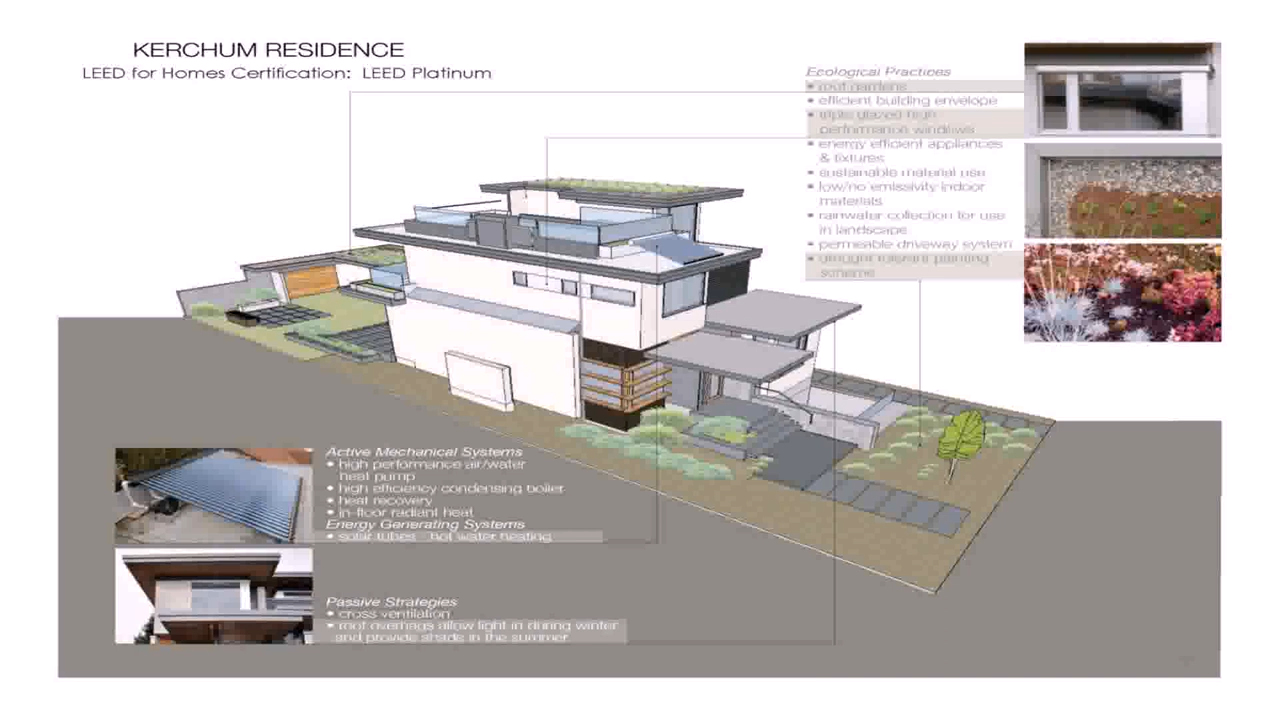 KERCHUM RESIDENCE
LEED for Homes Certification: LEED Platinum
Ecological Practices
• roof gardens
• efficient building envelope
• triple glazed high
performance windows
• energy efficient appliances
& fixtures
• sustainable material use
• low/no emissivity indoor
materials
• rainwater collection for use
in landscape
• permeable driveway system
• drought tolerant planting
scheme
Active Mechanical Systems
• high performance air/water
heat pump
• high efficiency condensing boiler
• heat recovery
• in-floor radiant heat
Energy Generating Systems
• solar tubes - hot water heating
Passive Strategies
• cross ventilation
• roof overhags allow light in during winter
and provide shade in the summer